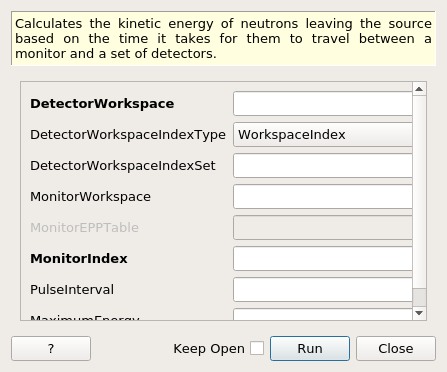 Calculates the kinetic energy of neutrons leaving the source
based on the time it takes for them to travel between a
monitor and a set of detectors.
DetectorWorkspace
DetectorWorkspaceIndexType WorkspaceIndex
DetectorWorkspaceIndexSet
MonitorWorkspace
MonitorEPPTable
MonitorIndex
PulseInterval
MaximumEnergy
? Keep Open Run Close